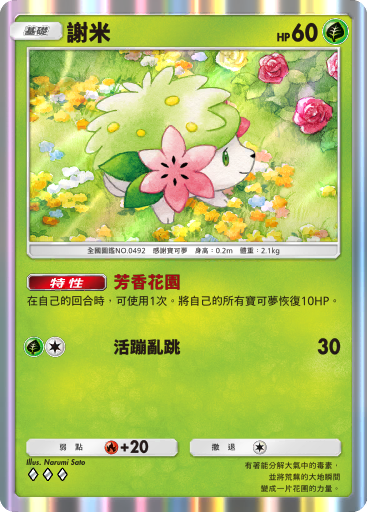 基礎 謝米 HP60
全國圖鑑NO.0492 感謝寶可夢 身高：0.2m 體重：2.1kg
特性 芳香花園
在自己的回合時，可使用1次。將自己的所有寶可夢恢復10HP。
活蹦亂跳 30
弱點 +20 撤退
Illus. Narumi Sato
有著能分解大氣中的毒素，
並將荒蕪的大地瞬間
變成一片花圃的力量。